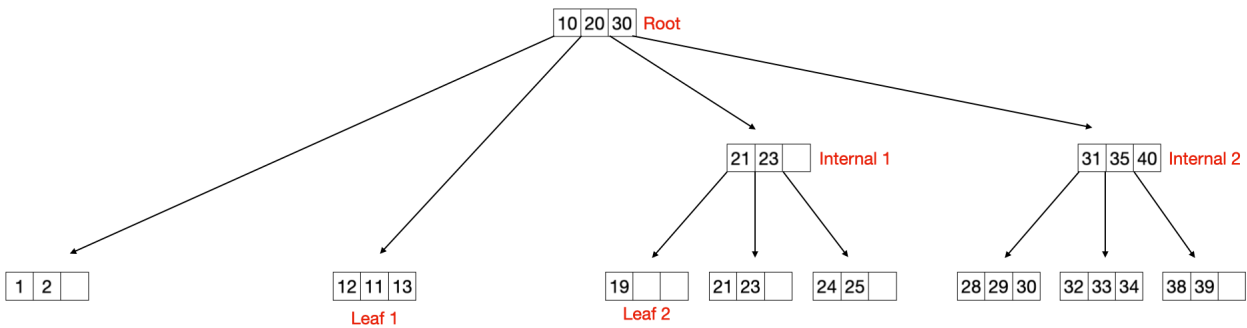 10 20 30 Root
21 23 Internal 1
31 35 40 Internal 2
1 2
12 11 13
19
21 23
24 25
28 29 30
32 33 34
38 39
Leaf 1
Leaf 2